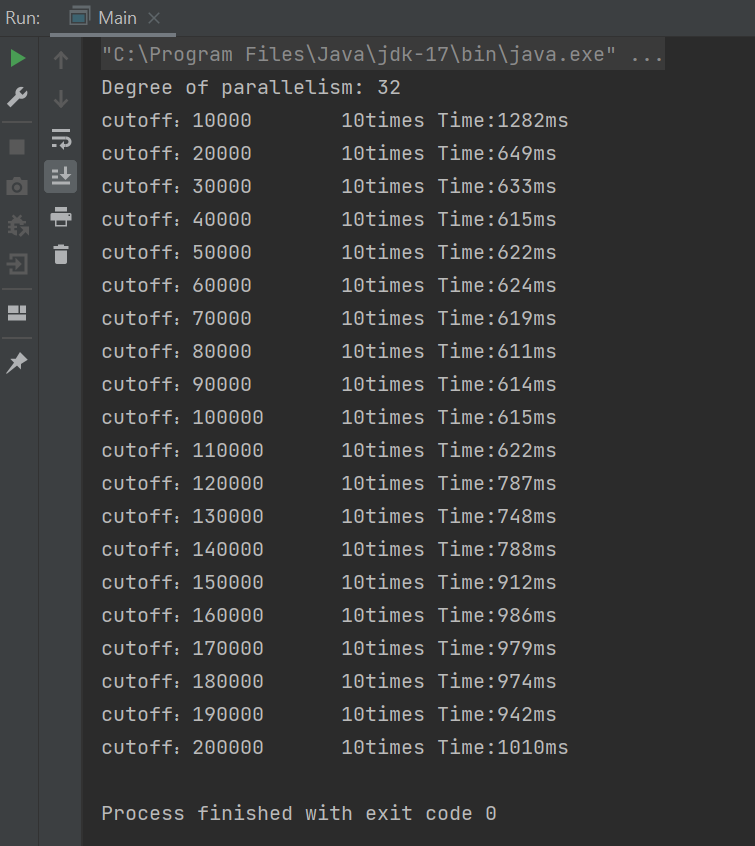 Run: Main
"C:\Program Files\Java\jdk-17\bin\java.exe" ...
Degree of parallelism: 32
cutoff：10000 10times Time:1282ms
cutoff：20000 10times Time:649ms
cutoff：30000 10times Time:633ms
cutoff：40000 10times Time:615ms
cutoff：50000 10times Time:622ms
cutoff：60000 10times Time:624ms
cutoff：70000 10times Time:619ms
cutoff：80000 10times Time:611ms
cutoff：90000 10times Time:614ms
cutoff：100000 10times Time:615ms
cutoff：110000 10times Time:622ms
cutoff：120000 10times Time:787ms
cutoff：130000 10times Time:748ms
cutoff：140000 10times Time:788ms
cutoff：150000 10times Time:912ms
cutoff：160000 10times Time:986ms
cutoff：170000 10times Time:979ms
cutoff：180000 10times Time:974ms
cutoff：190000 10times Time:942ms
cutoff：200000 10times Time:1010ms
Process finished with exit code 0